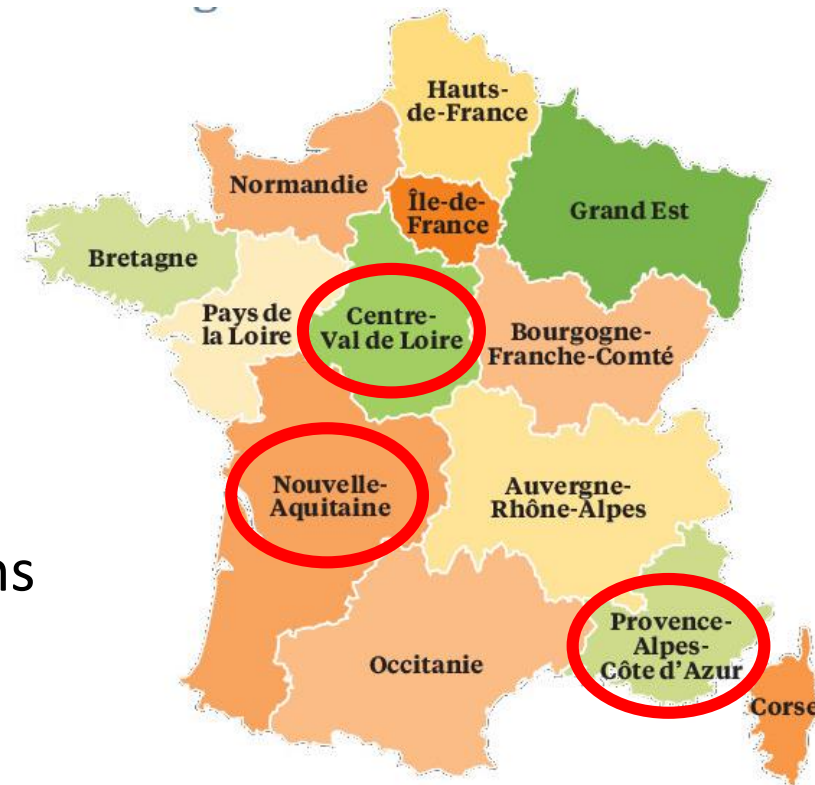 Hauts-
de-France
Normandie
Île-de-
France
Grand Est
Bretagne
Pays de
la Loire
Centre-
Val de Loire
Bourgogne-
Franche-Comté
Nouvelle-
Aquitaine
Auvergne-
Rhône-Alpes
ns
Provence-
Alpes-
Côte d'Azur
Occitanie
Corse